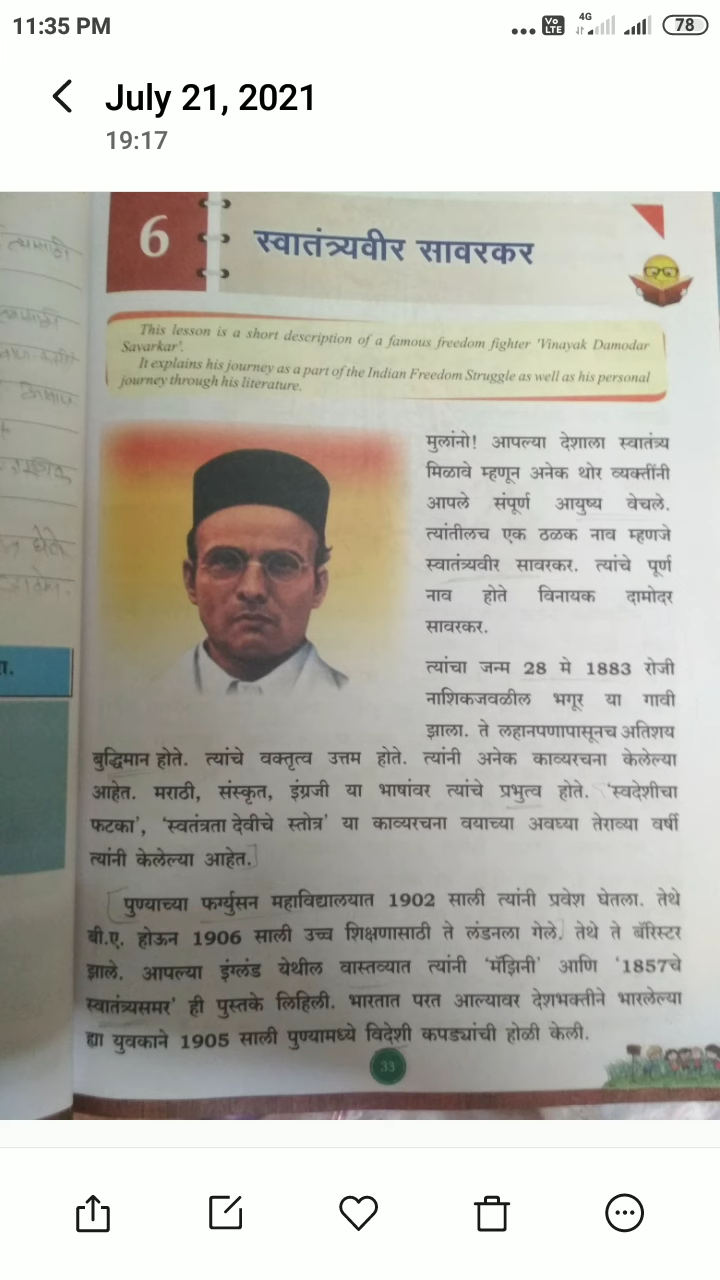 11:35 PM
Vo LTE 4G 78
July 21, 2021
19:17
6
स्वातंत्र्यवीर सावरकर
This lesson is a short description of a famous freedom fighter 'Vinayak Damodar
Savarkar'.
It explains his journey as a part of the Indian Freedom Struggle as well as his personal
journey through his literature.
मुलांनो! आपल्या देशाला स्वातंत्र्य
मिळावे म्हणून अनेक थोर व्यक्तींनी
आपले संपूर्ण आयुष्य वेचले.
त्यांतीलच एक ठळक नाव म्हणजे
स्वातंत्र्यवीर सावरकर. त्यांचे पूर्ण
नाव होते विनायक दामोदर
सावरकर.
त्यांचा जन्म 28 मे 1883 रोजी
नाशिकजवळील भगूर या गावी
झाला. ते लहानपणापासूनच अतिशय
बुद्धिमान होते. त्यांचे वक्तृत्व उत्तम होते. त्यांनी अनेक काव्यरचना केलेल्या
आहेत. मराठी, संस्कृत, इंग्रजी या भाषांवर त्यांचे प्रभुत्व होते. 'स्वदेशीचा
फटका', 'स्वतंत्रता देवीचे स्तोत्र' या काव्यरचना वयाच्या अवघ्या तेराव्या वर्षी
त्यांनी केलेल्या आहेत.
पुण्याच्या फर्ग्युसन महाविद्यालयात 1902 साली त्यांनी प्रवेश घेतला. तेथे
बी.ए. होऊन 1906 साली उच्च शिक्षणासाठी ते लंडनला गेले. तेथे ते बॅरिस्टर
झाले. आपल्या इंग्लंड येथील वास्तव्यात त्यांनी 'मॅझिनी' आणि '1857चे
स्वातंत्र्यसमर' ही पुस्तके लिहिली. भारतात परत आल्यावर देशभक्तीने भारलेल्या
ह्या युवकाने 1905 साली पुण्यामध्ये विदेशी कपड्यांची होळी केली.
33